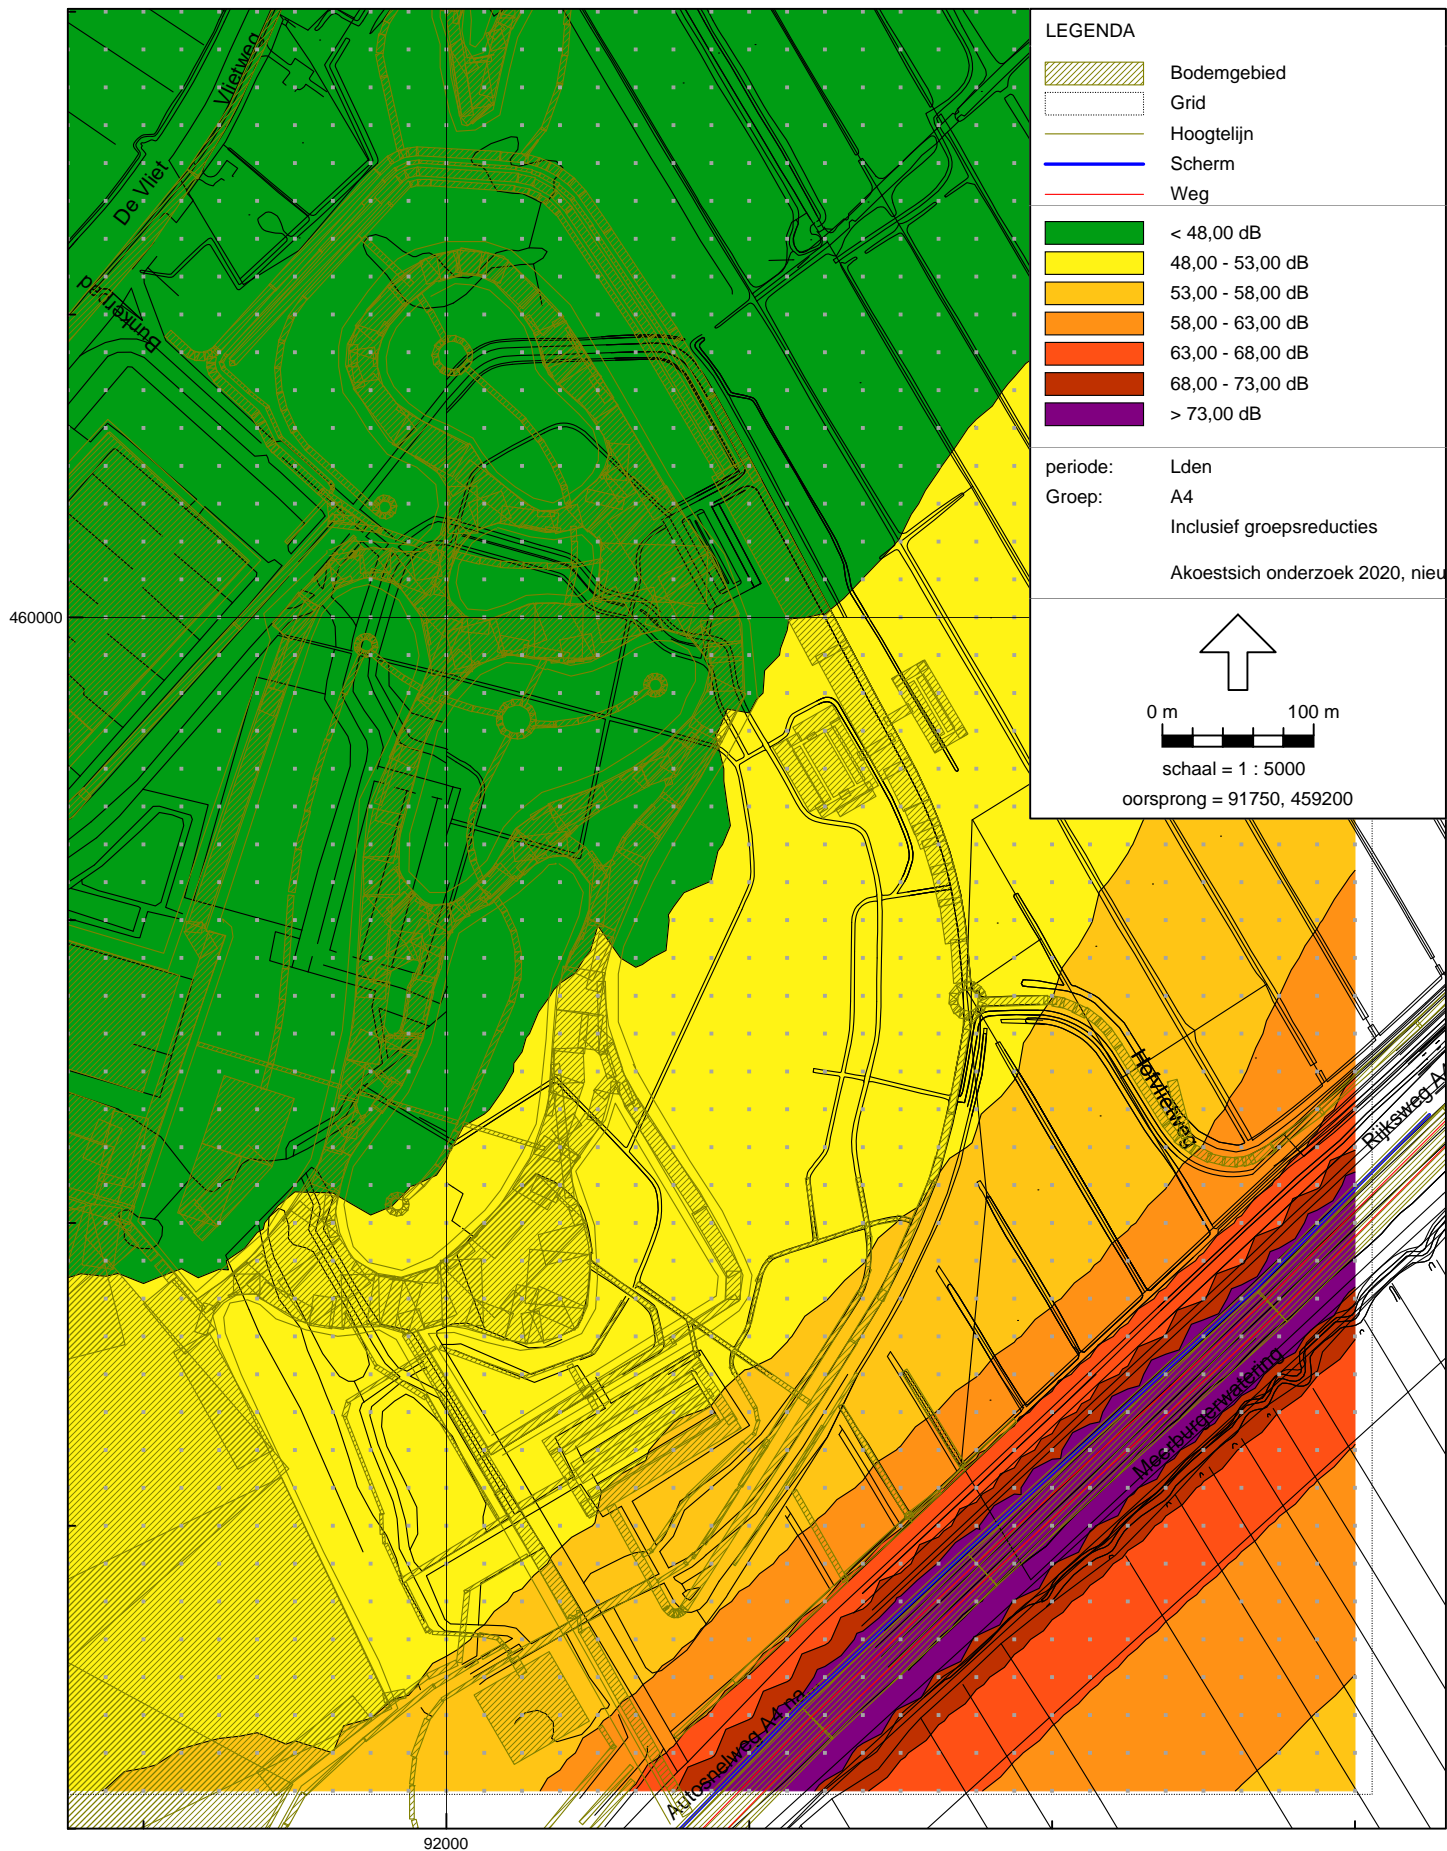 LEGENDA
Bodemgebied
Grid
Hoogtelijn
Scherm
Weg
< 48,00 dB
48,00 - 53,00 dB
53,00 - 58,00 dB
58,00 - 63,00 dB
63,00 - 68,00 dB
68,00 - 73,00 dB
> 73,00 dB
periode: Lden
Groep: A4
Inclusief groepsreducties
Akoestsich onderzoek 2020, nieu
0 m 100 m
schaal = 1 : 5000
oorsprong = 91750, 459200
Vlietweg
De Vliet
Bunkerpad
460000
Hofvlietweg
Rijksweg A4
Meerburgerwatering
Autosnelweg A4 na
92000